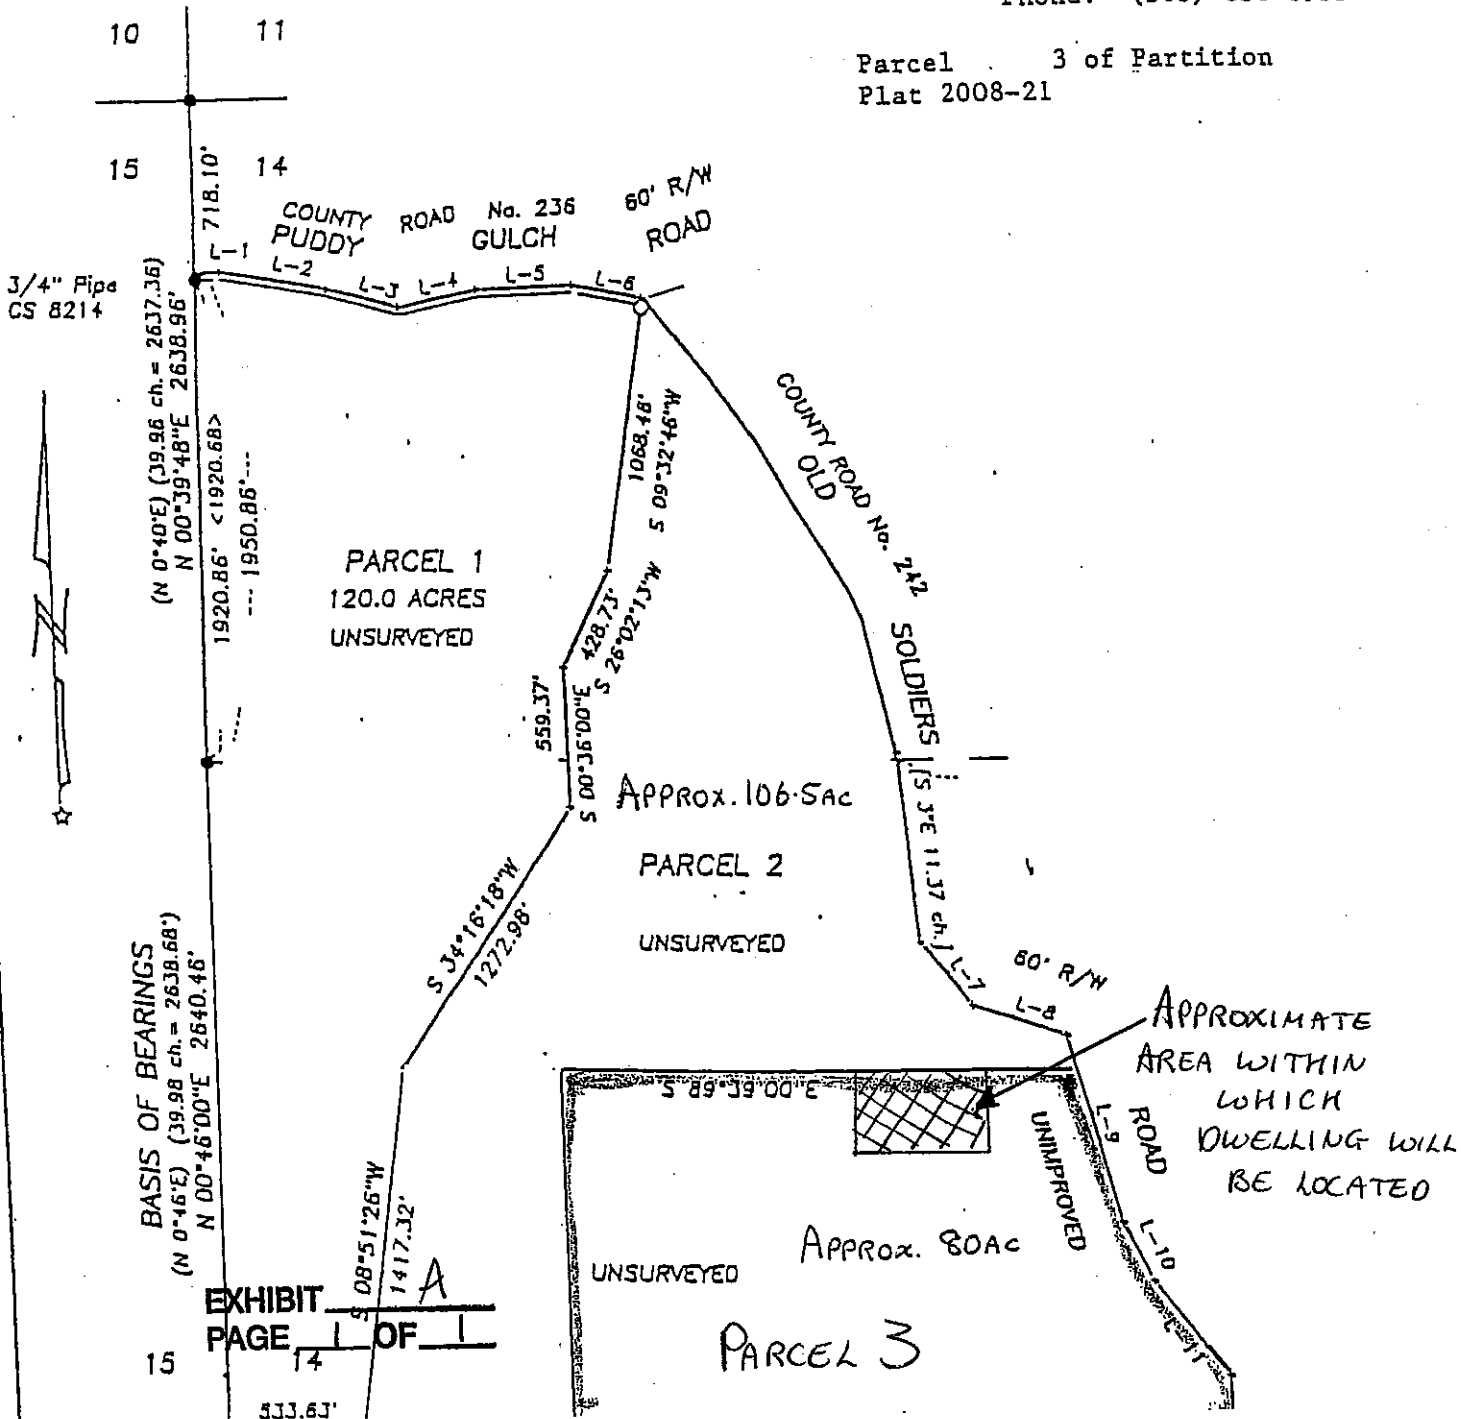 Parcel 3 of Partition
Plat 2008-21
10 11
15 14
718.10'
COUNTY ROAD No. 236 60' R/W
PUDDY GULCH ROAD
L-1
L-2
L-3
L-4
L-5
L-6
3/4" Pipe
CS 8214
(N 0°40'E) (39.96 ch.= 2637.36)
N 00°39'48"E 2638.96'
1920.86' <1920.68>
--- 1950.86'---
1068.48'
S 09°32'46"W
COUNTY ROAD No. 242
OLD SOLDIERS ROAD
PARCEL 1
120.0 ACRES
UNSURVEYED
428.73'
S 26°02'13"W
559.37'
S 00°36'00"E
APPROX. 106.5AC
PARCEL 2
UNSURVEYED
[S 3°E 11.37 ch.]
L-7
L-8
60' R/W
S 34°16'18"W
1272.98'
BASIS OF BEARINGS
(N 0°46'E) (39.98 ch.= 2638.68')
N 00°46'00"E 2640.46'
APPROXIMATE
AREA WITHIN
WHICH
DWELLING WILL
BE LOCATED
S 89°39'00"E
L-9
UNIMPROVED
L-10
L-11
S 08°51'26"W
1417.32'
UNSURVEYED
APPROX. 80AC
PARCEL 3
EXHIBIT A
PAGE 1 OF 1
15 14
533.63'